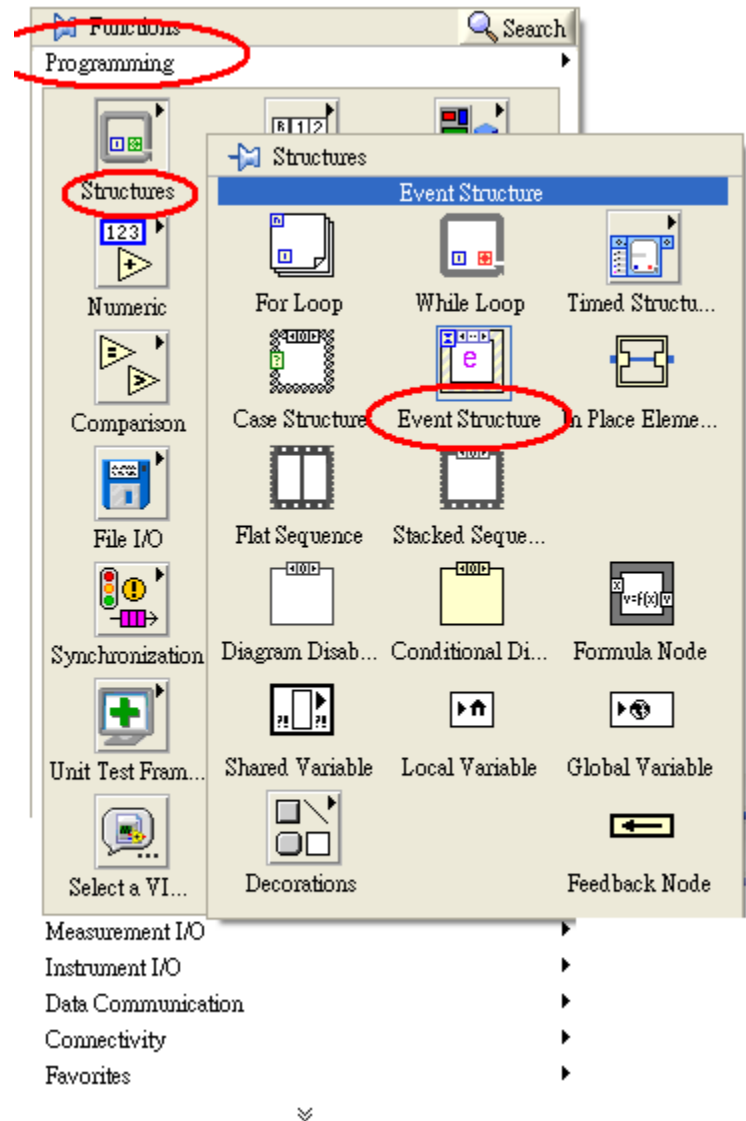 Functions
Search
Programming
Structures
Structures
Event Structure
Numeric
For Loop
While Loop
Timed Structu...
Comparison
Case Structure
Event Structure
In Place Eleme...
File I/O
Flat Sequence
Stacked Seque...
Synchronization
Diagram Disab...
Conditional Di...
Formula Node
Unit Test Fram...
Shared Variable
Local Variable
Global Variable
Select a VI...
Decorations
Feedback Node
Measurement I/O
Instrument I/O
Data Communication
Connectivity
Favorites